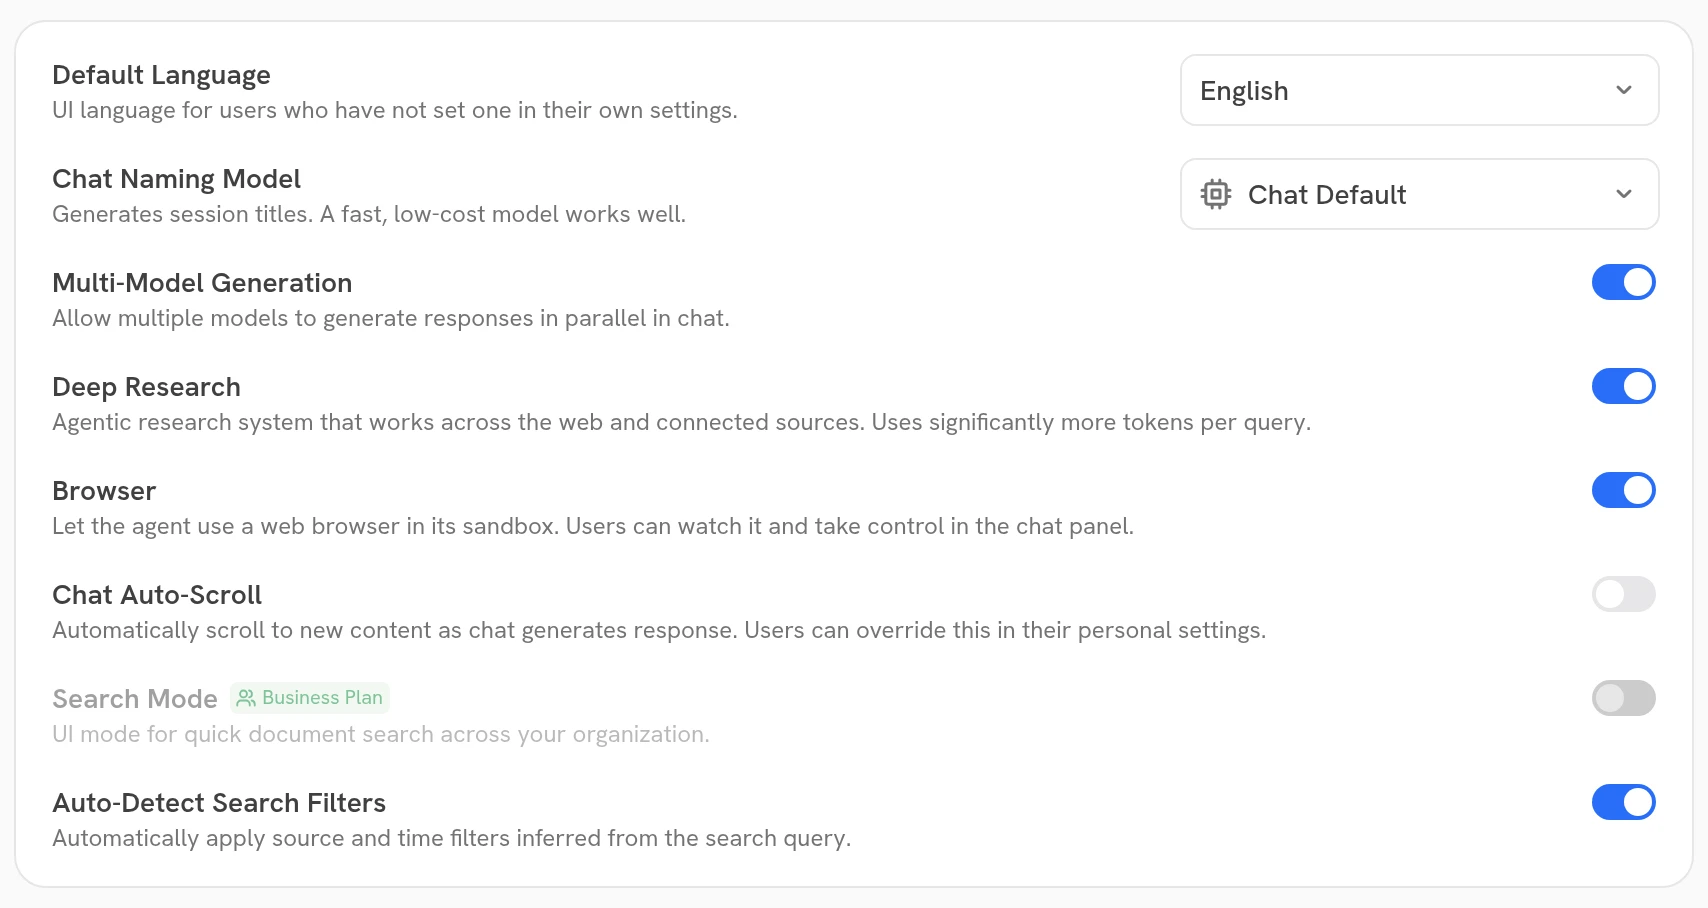 Default Language
UI language for users who have not set one in their own settings.
English
Chat Naming Model
Generates session titles. A fast, low-cost model works well.
Chat Default
Multi-Model Generation
Allow multiple models to generate responses in parallel in chat.
Deep Research
Agentic research system that works across the web and connected sources. Uses significantly more tokens per query.
Browser
Let the agent use a web browser in its sandbox. Users can watch it and take control in the chat panel.
Chat Auto-Scroll
Automatically scroll to new content as chat generates response. Users can override this in their personal settings.
Search Mode Business Plan
UI mode for quick document search across your organization.
Auto-Detect Search Filters
Automatically apply source and time filters inferred from the search query.